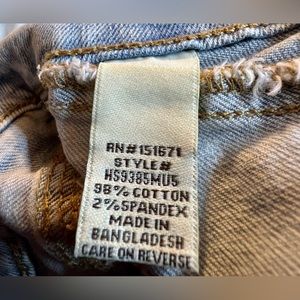 RN#151671
STYLE#
HS9385MU5
98% COTTON
2% SPANDEX
MADE IN
BANGLADESH
CARE ON REVERSE